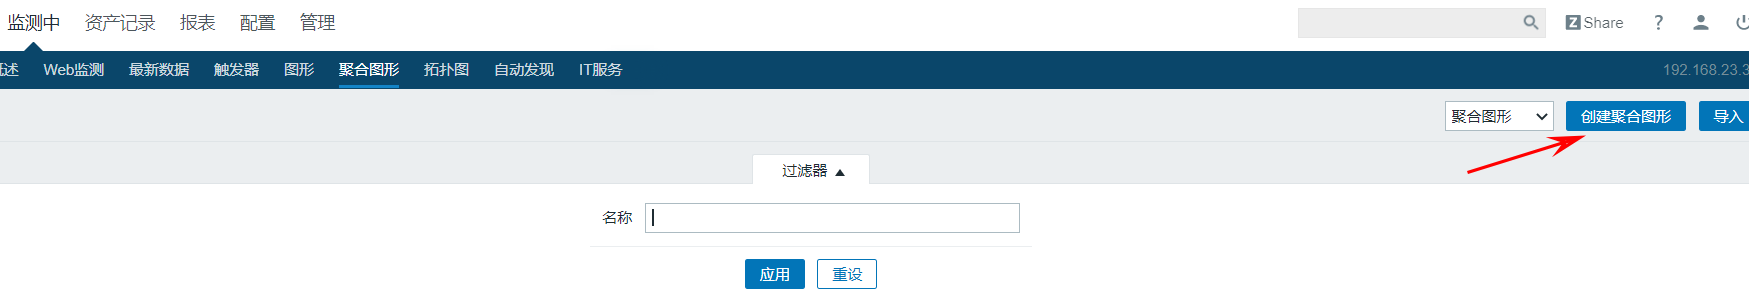 监测中 资产记录 报表 配置 管理 Z Share ?
述 Web监测 最新数据 触发器 图形 聚合图形 拓扑图 自动发现 IT服务 192.168.23.3
聚合图形 创建聚合图形 导入
过滤器
名称
应用 重设